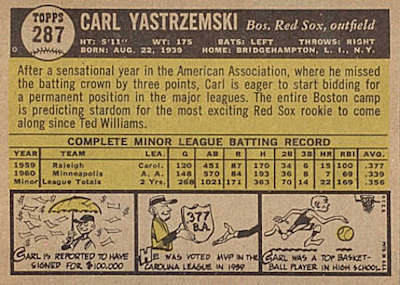 TOPPS
287
CARL YASTRZEMSKI Bos. Red Sox, outfield
HT: 5'11" WT: 175 BATS: LEFT THROWS: RIGHT
BORN: AUG. 22, 1939 HOME: BRIDGEHAMPTON, L. I., N.Y.
After a sensational year in the American Association, where he missed
the batting crown by three points, Carl is eager to start bidding for
a permanent position in the major leagues. The entire Boston camp
is predicting stardom for the most exciting Red Sox rookie to
come along since Ted Williams.
COMPLETE MINOR LEAGUE BATTING RECORD
YEAR TEAM LEA. G AB R H 2B 3B HR RBI AVG.
1959 Raleigh Carol. 120 451 87 170 34 6 15 100 .377
1960 Minneapolis A. A. 148 570 84 193 36 8 7 69 .339
Minor League Totals 2 Yrs. 268 1021 171 363 70 14 22 169 .356
377
B.A.
CARL IS REPORTED TO HAVE
SIGNED FOR $100,000
HE WAS VOTED MVP IN THE
CAROLINA LEAGUE IN 1959
CARL WAS A TOP BASKET-
BALL PLAYER IN HIGH SCHOOL